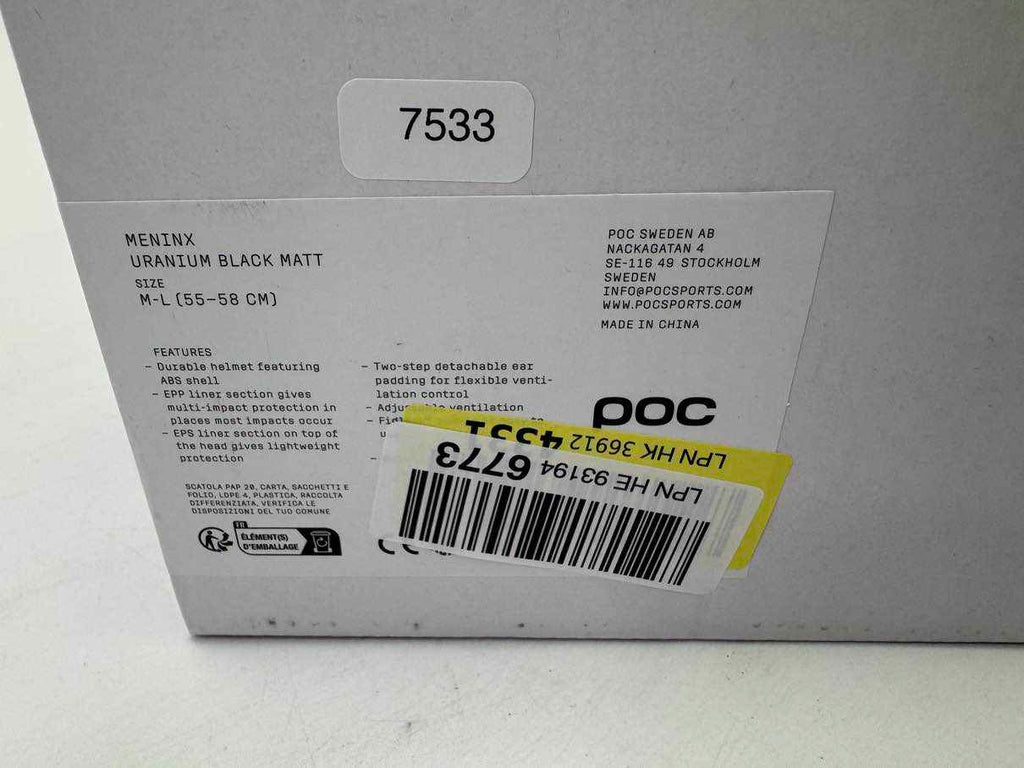 7533
MENINX
URANIUM BLACK MATT
SIZE
M-L (55-58 CM)
POC SWEDEN AB
NACKAGATAN 4
SE-116 49 STOCKHOLM
SWEDEN
INFO@POCSPORTS.COM
WWW.POCSPORTS.COM
MADE IN CHINA
FEATURES
- Durable helmet featuring
ABS shell
- EPP liner section gives
multi-impact protection in
places most impacts occur
- EPS liner section on top of
the head gives lightweight
protection
- Two-step detachable ear
padding for flexible venti-
lation control
- Adjustable ventilation
poc
LPN HK 36912 4331
LPN HE 93194 6773
SCATOLA PAP 20, CARTA, SACCHETTI E
FOLIO, LDPE 4, PLASTICA, RACCOLTA
DIFFERENZIATA, VERIFICA LE
DISPOSIZIONI DEL TUO COMUNE
FR
ÉLÉMENT(S)
D'EMBALLAGE